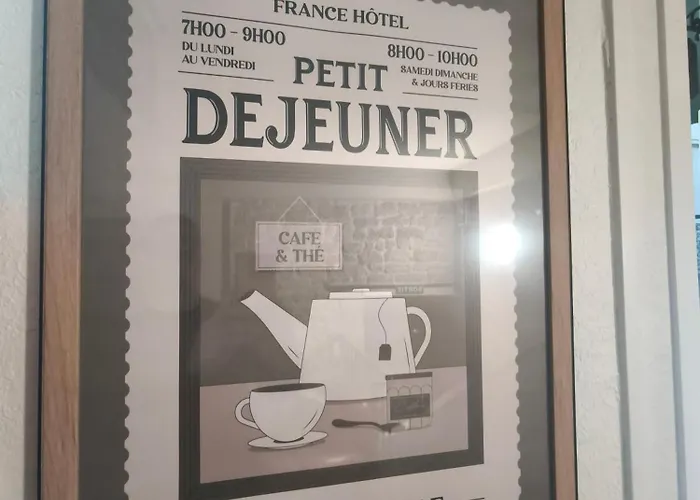 FRANCE HÔTEL
7H00 - 9H00
DU LUNDI
AU VENDREDI
8H00 - 10H00
SAMEDI DIMANCHE
& JOURS FÉRIÉS
PETIT
DEJEUNER
CAFE
& THÉ